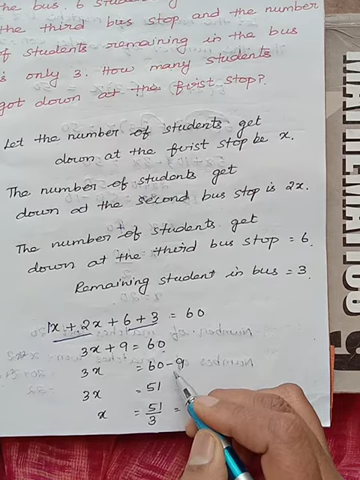 the bus. 6 students
the third bus stop and the number
of students remaining in the bus
is only 3. How many students
got down at the first stop?
Let the number of students get
down at the first stop be x.
The number of students get
down at the second bus stop is 2x.
The number of students get
down at the third bus stop = 6.
Remaining student in bus = 3.
1x + 2x + 6 + 3 = 60
3x + 9 = 60
3x = 60 - 9
3x = 51
x = 51/3 =
MATHEMATIC